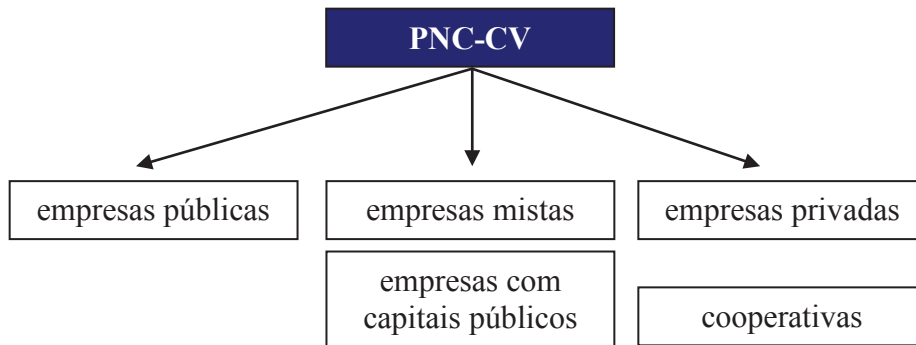 PNC-CV
empresas públicas
empresas mistas
empresas privadas
empresas com
capitais públicos
cooperativas